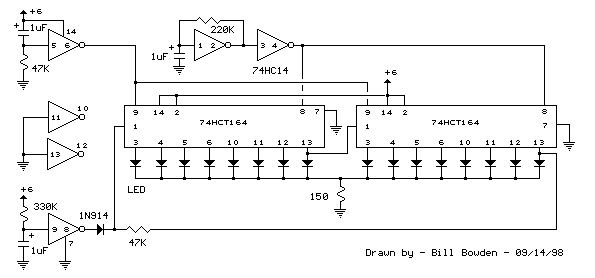 +6
+ 1uF 14
5 6
47K
220K
1uF + 1 2 3 4
74HC14
+6
11 10
13 12
9 14 2 8 7
74HCT164
1
3 4 5 6 10 11 12 13
9 14 2 8
74HCT164
1 7
3 4 5 6 10 11 12 13
LED
150
+6
330K
1N914
9 8
+ 7
1uF
47K
Drawn by - Bill Bowden - 09/14/98